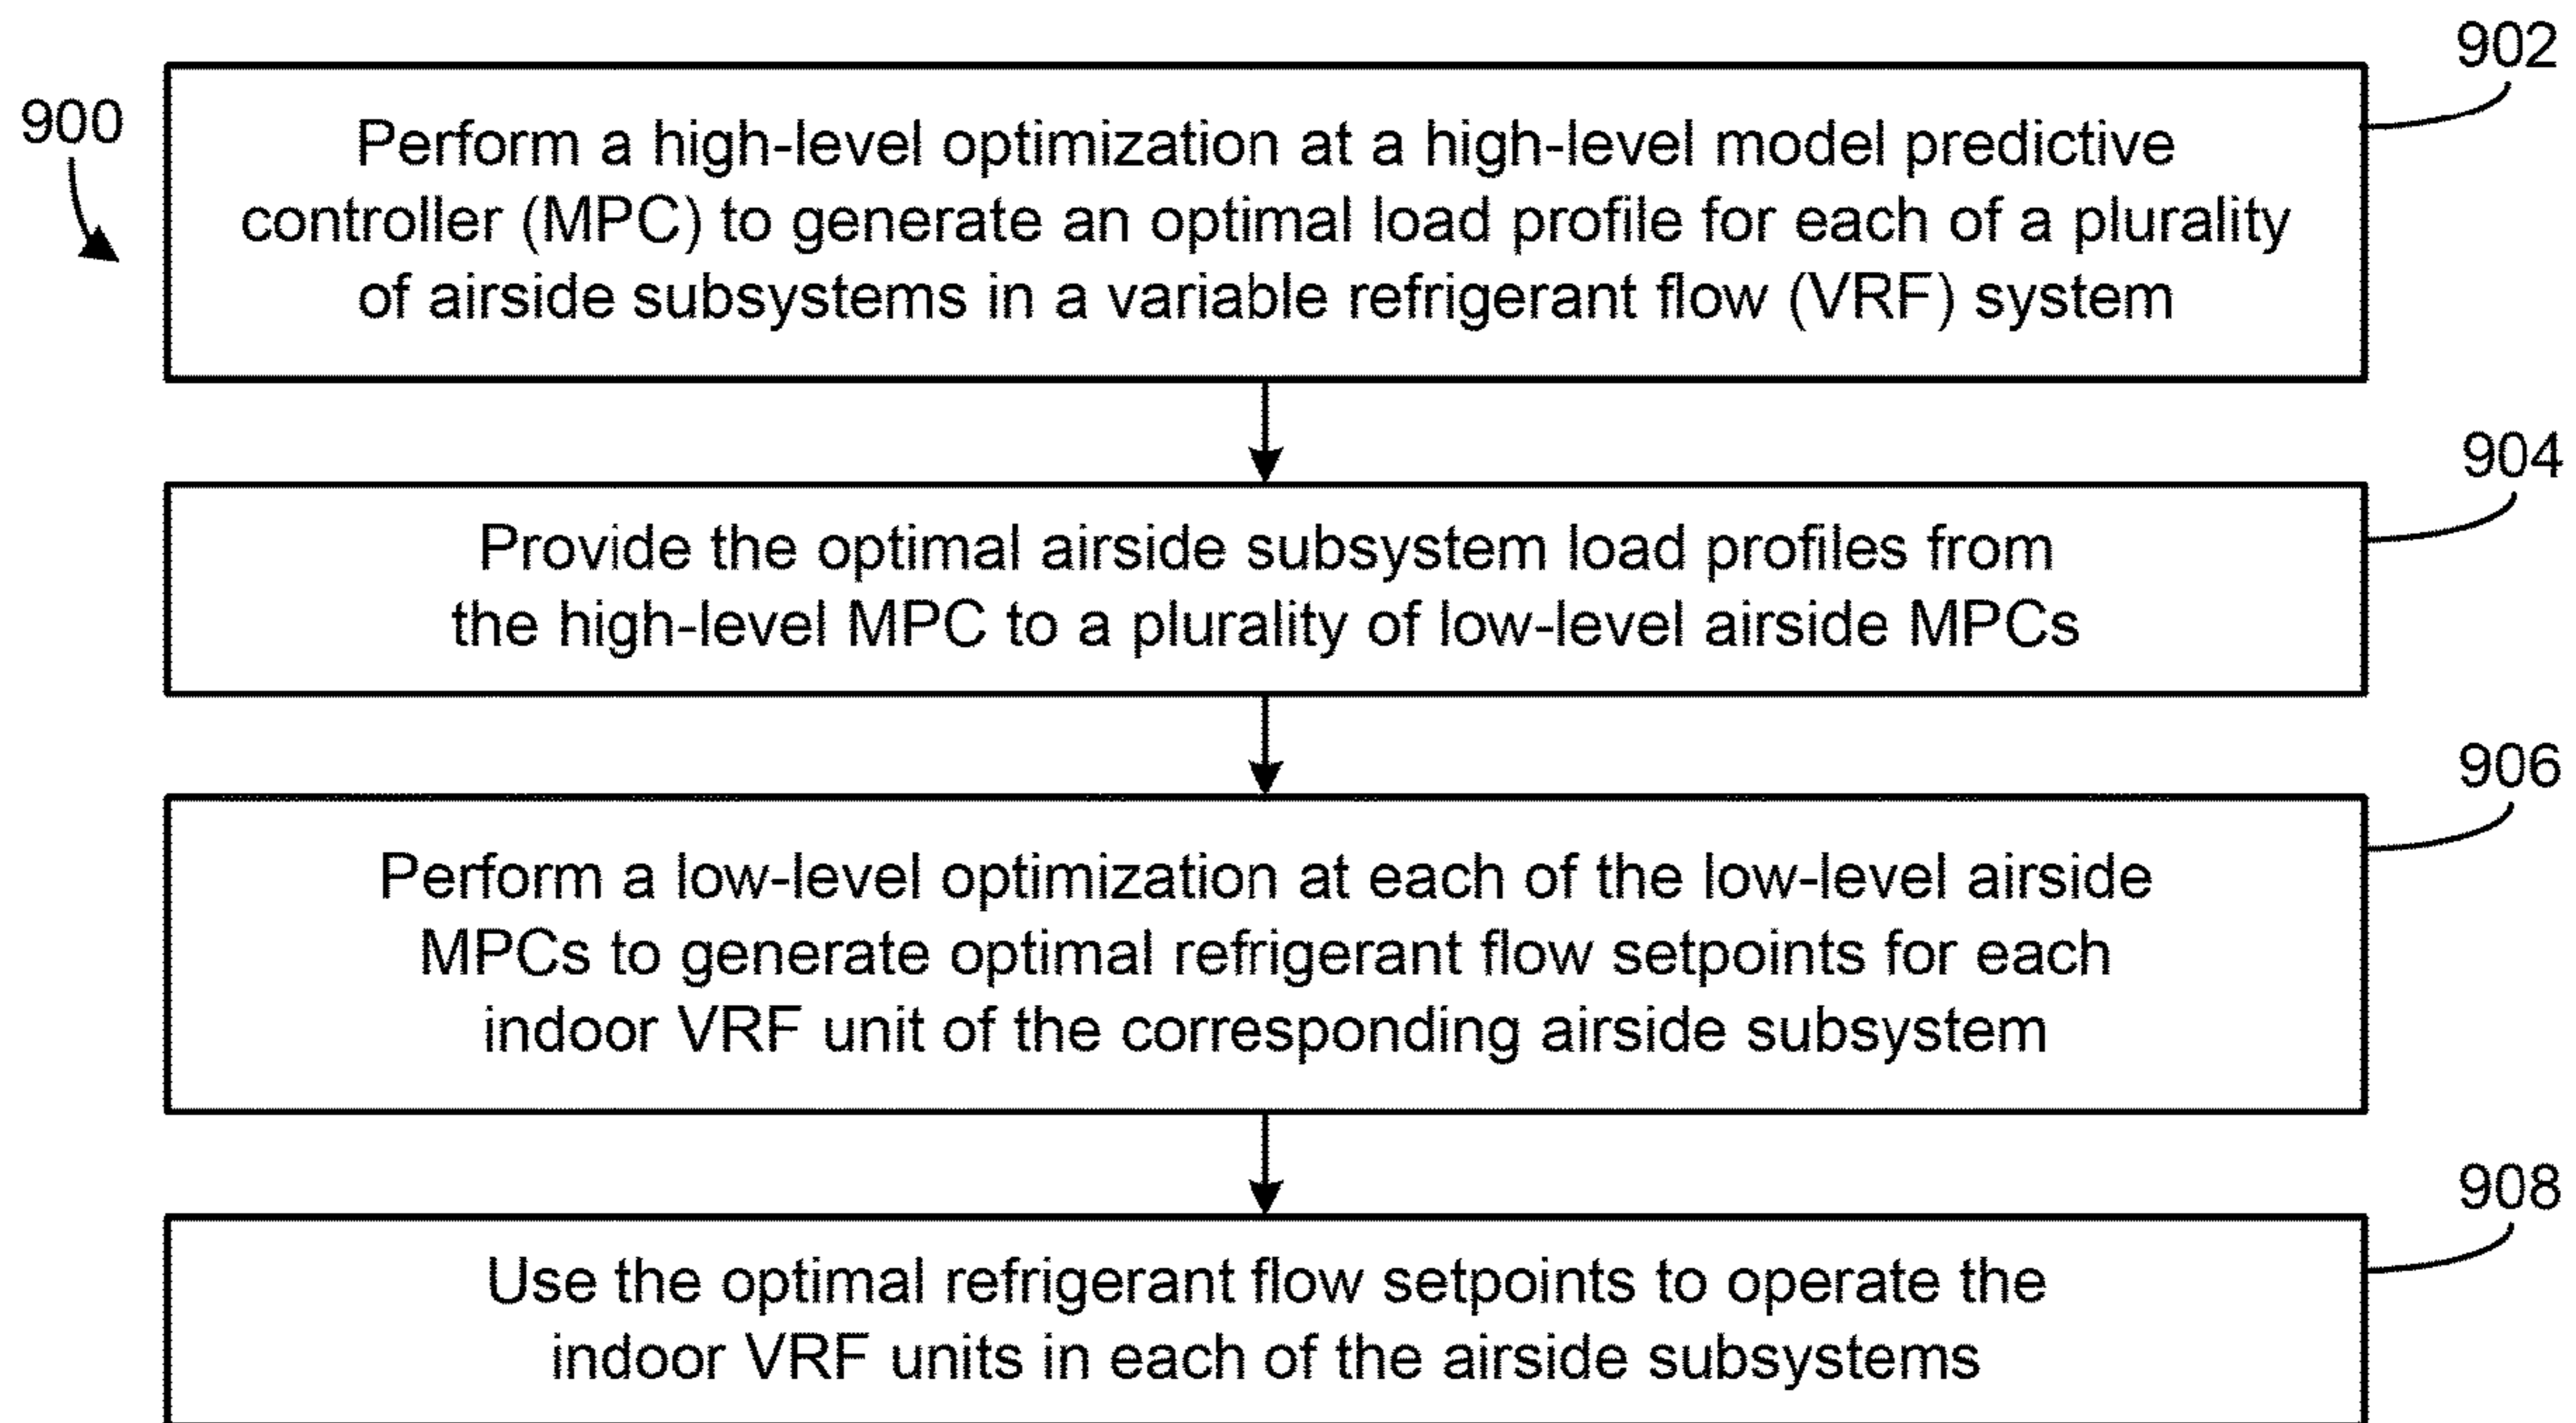 902
900
Perform a high-level optimization at a high-level model predictive
controller (MPC) to generate an optimal load profile for each of a plurality
of airside subsystems in a variable refrigerant flow (VRF) system
904
Provide the optimal airside subsystem load profiles from
the high-level MPC to a plurality of low-level airside MPCs
906
Perform a low-level optimization at each of the low-level airside
MPCs to generate optimal refrigerant flow setpoints for each
indoor VRF unit of the corresponding airside subsystem
908
Use the optimal refrigerant flow setpoints to operate the
indoor VRF units in each of the airside subsystems